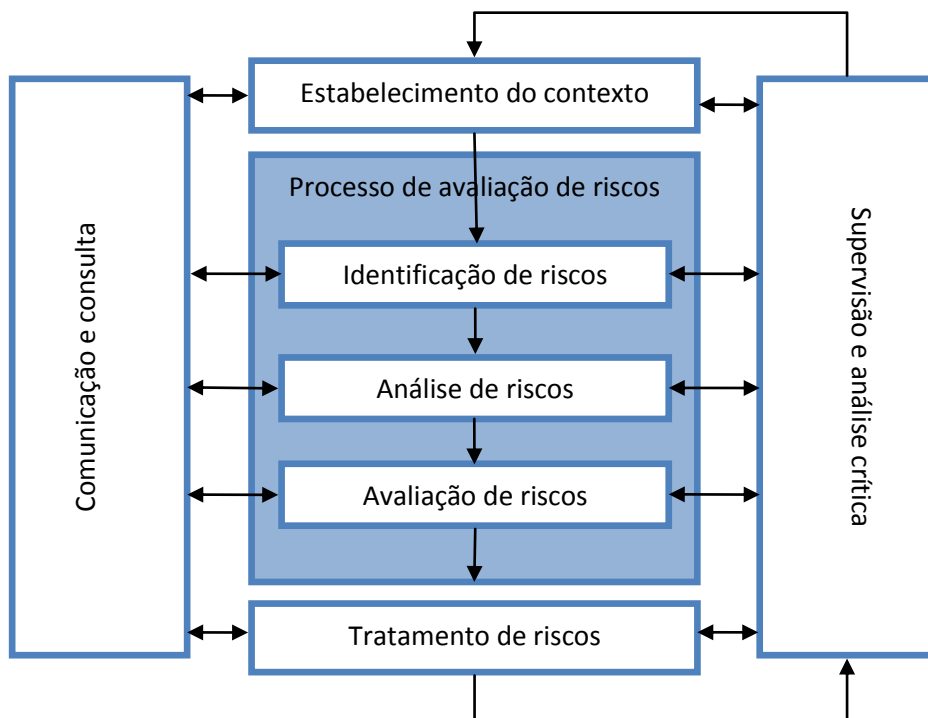 Estabelecimento do contexto
Processo de avaliação de riscos
Identificação de riscos
Análise de riscos
Avaliação de riscos
Tratamento de riscos
Comunicação e consulta
Supervisão e análise crítica